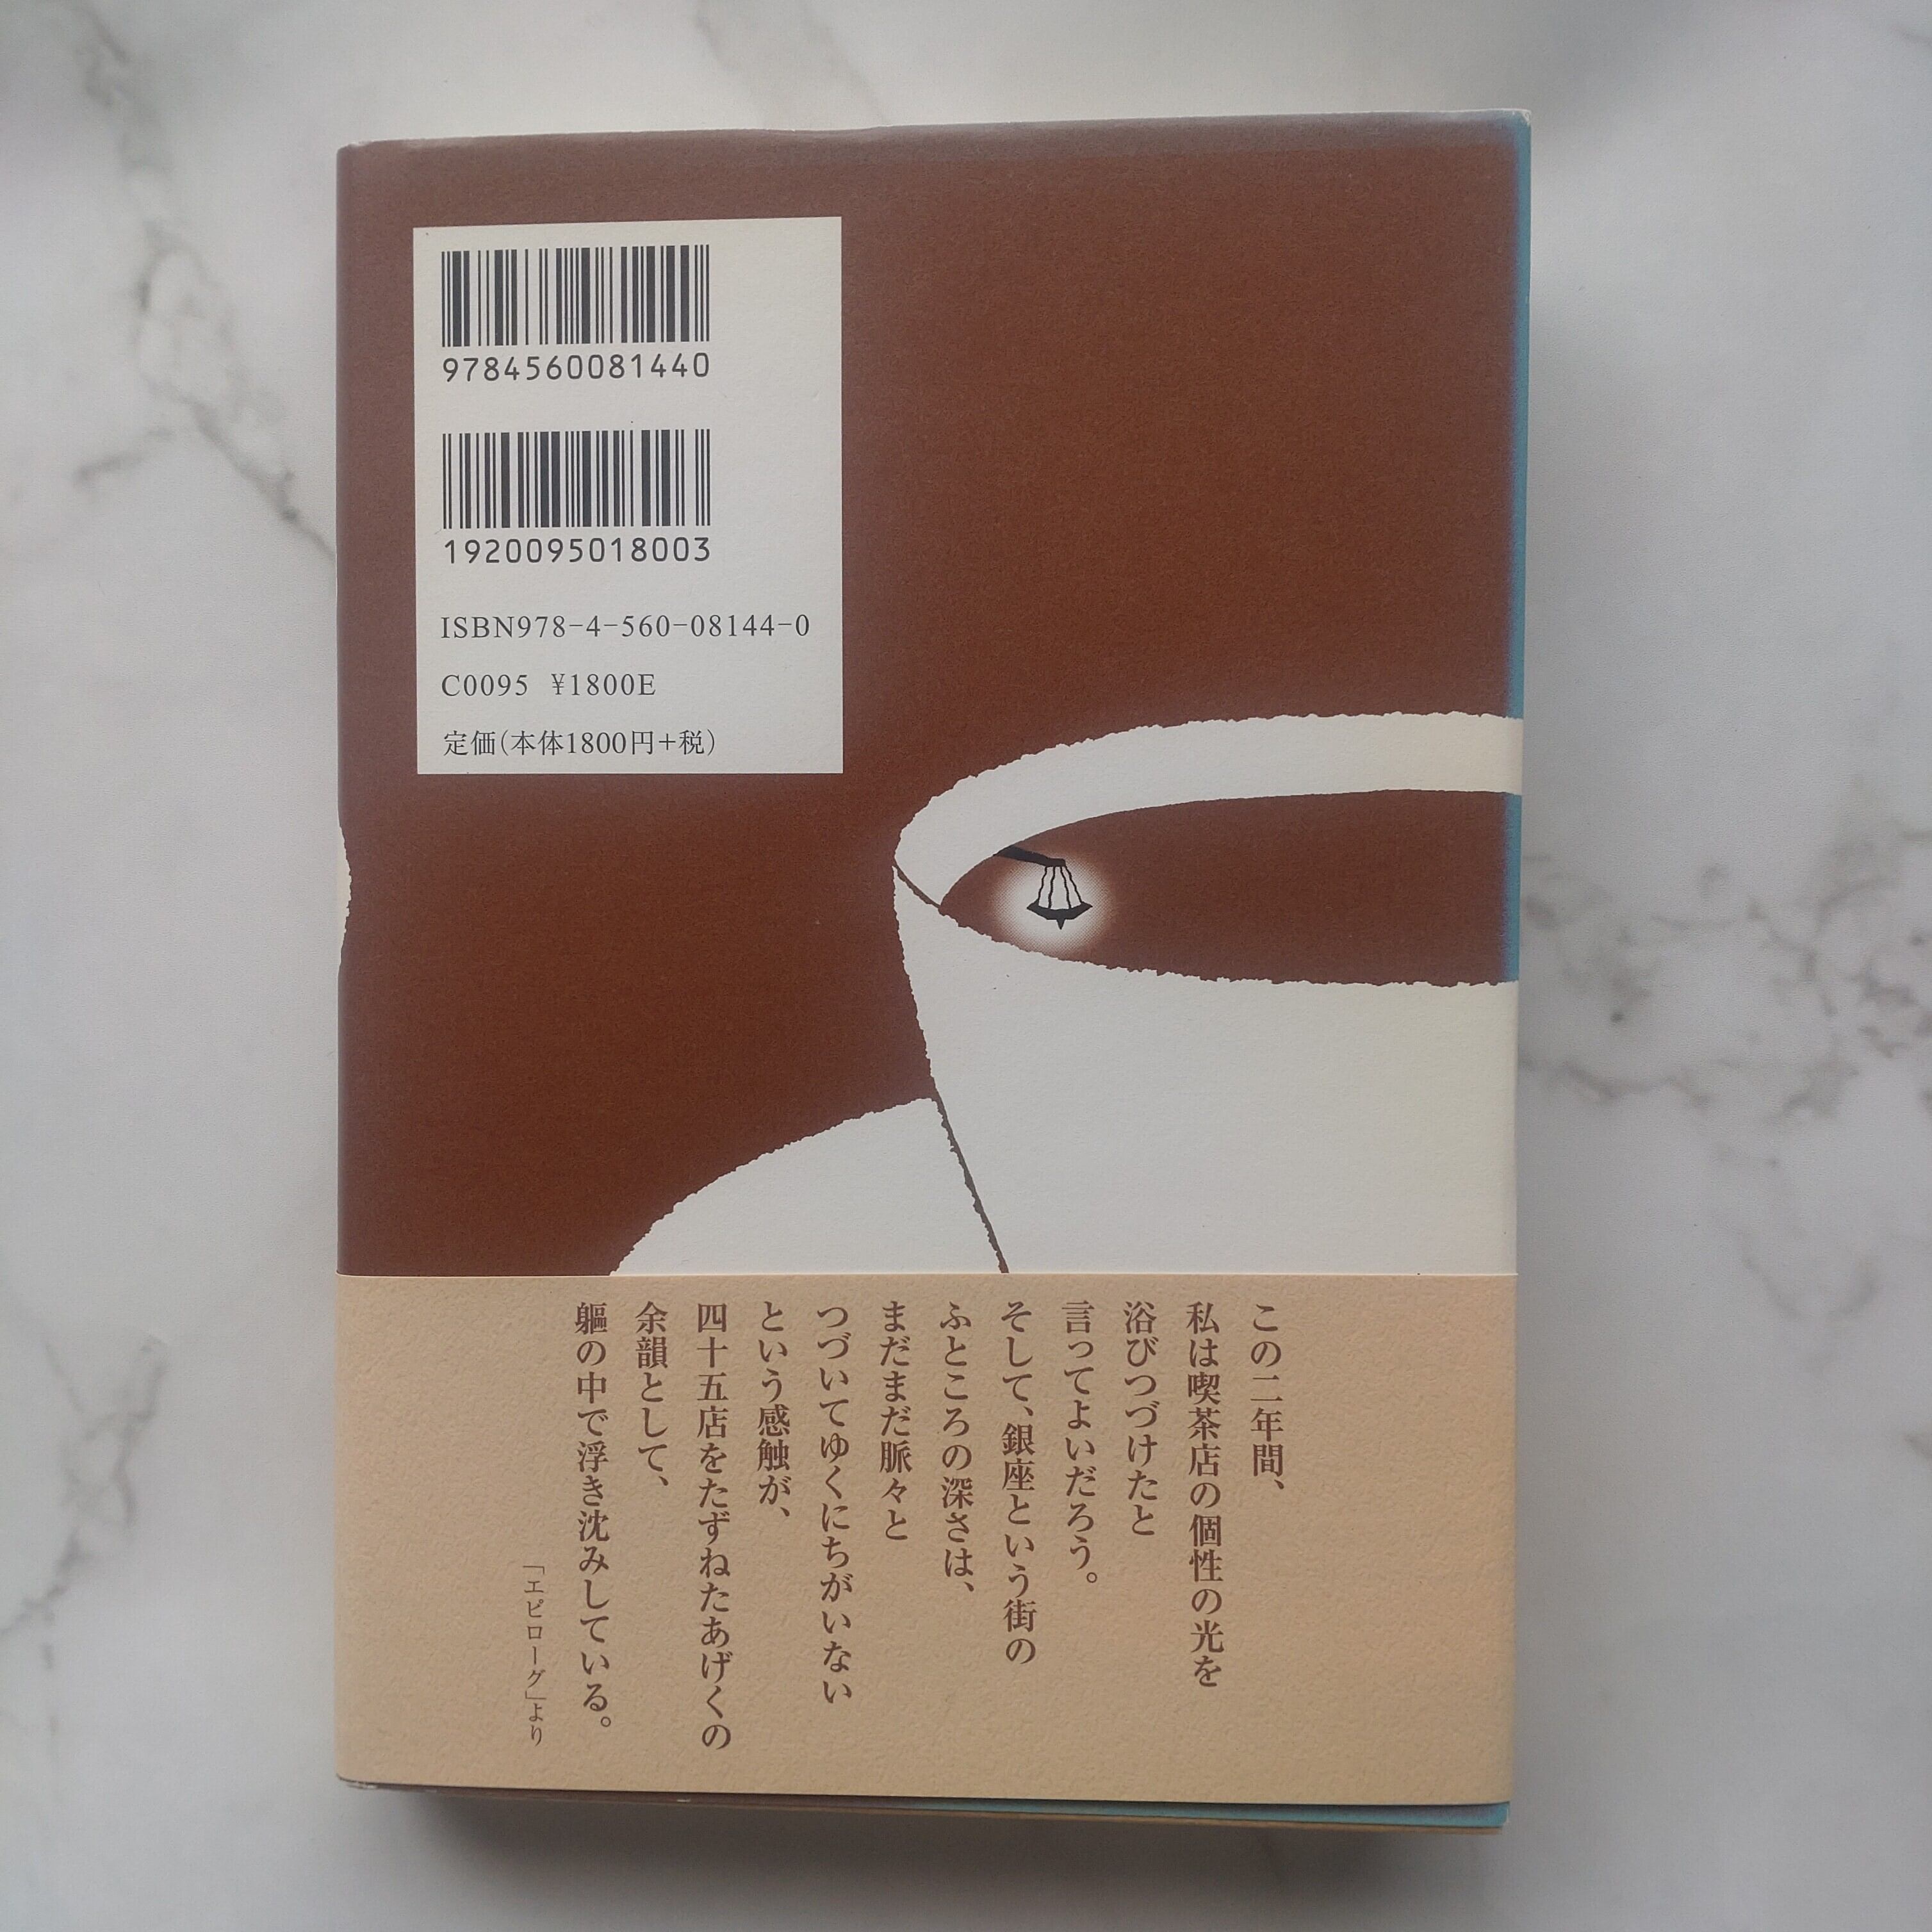 9784560081440
1920095018003
ISBN978-4-560-08144-0
C0095 ¥1800E
定価(本体1800円+税)
この二年間、
私は喫茶店の個性の光を
浴びつづけたと
言ってよいだろう。
そして、銀座という街の
ふところの深さは、
まだまだ脈々と
つづいてゆくにちがいない
という感触が、
四十五店をたずねたあげくの
余韻として、
軀の中で浮き沈みしている。
「エピローグ」より